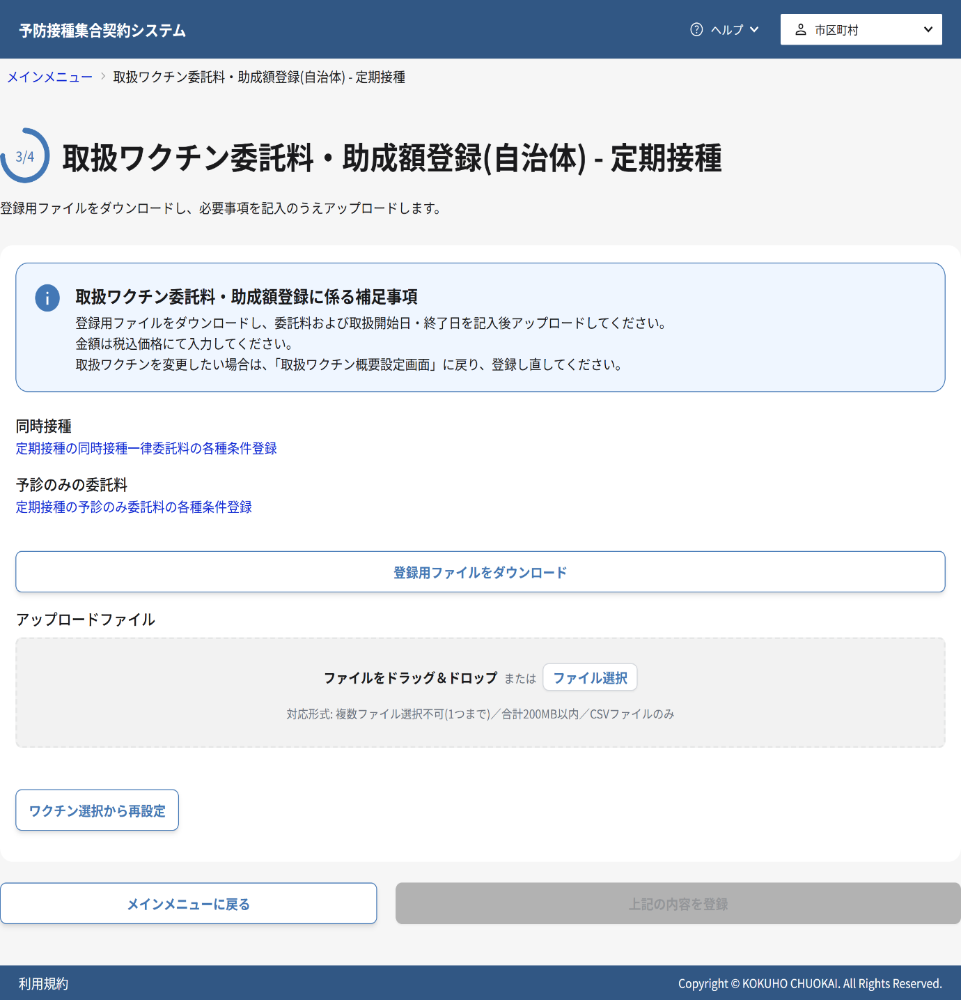 予防接種集合契約システム
ヘルプ
市区町村
メインメニュー
取扱ワクチン委託料・助成額登録(自治体) - 定期接種
3/4
取扱ワクチン委託料・助成額登録(自治体) - 定期接種
登録用ファイルをダウンロードし、必要事項を記入のうえアップロードします。
取扱ワクチン委託料・助成額登録に係る補足事項
登録用ファイルをダウンロードし、委託料および取扱開始日・終了日を記入後アップロードしてください。
金額は税込価格にて入力してください。
取扱ワクチンを変更したい場合は、「取扱ワクチン概要設定画面」に戻り、登録し直してください。
同時接種
定期接種の同時接種一律委託料の各種条件登録
予診のみの委託料
定期接種の予診のみ委託料の各種条件登録
登録用ファイルをダウンロード
アップロードファイル
ファイルをドラッグ＆ドロップ または ファイル選択
対応形式: 複数ファイル選択不可(1つまで)／合計200MB以内／CSVファイルのみ
ワクチン選択から再設定
メインメニューに戻る
上記の内容を登録
利用規約
Copyright © KOKUHO CHUOKAI. All Rights Reserved.